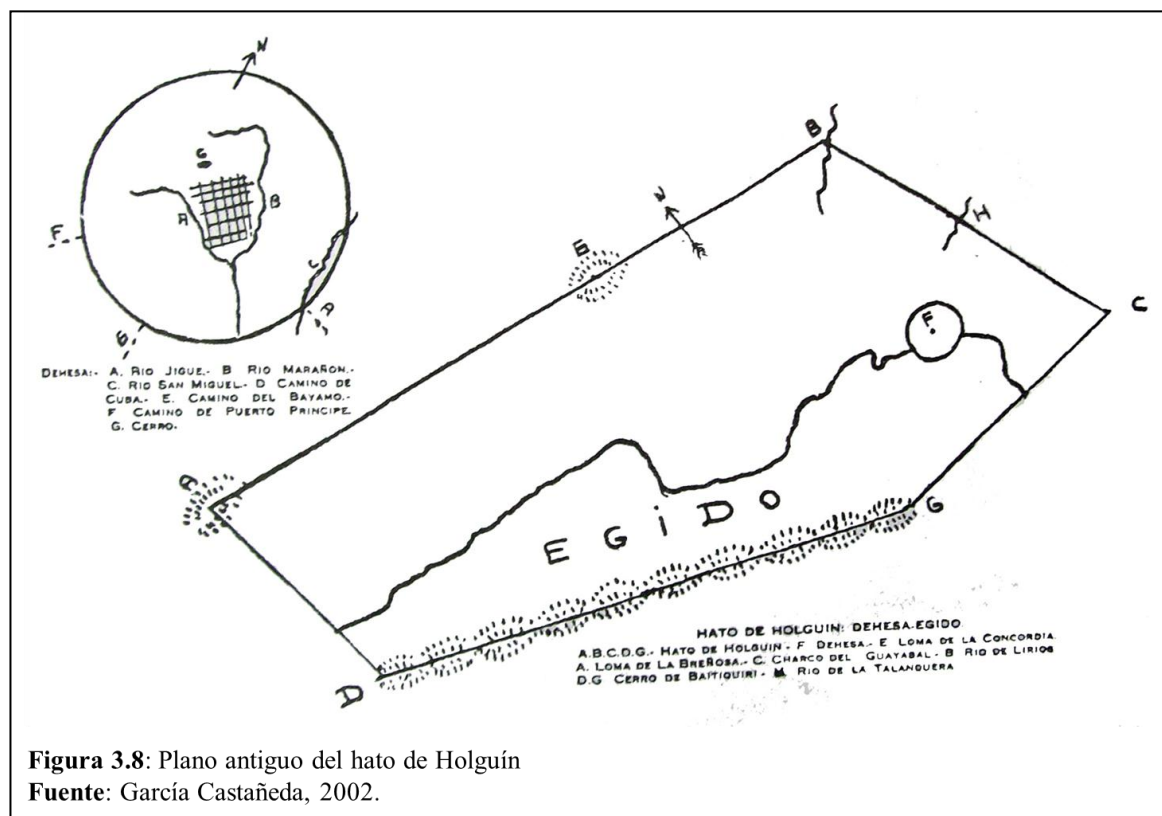 N
G
A
B
F
C
G
A
DEHESA:- A. RIO JIGUE.- B RIO MARAÑON.-
C. RIO SAN MIGUEL.- D CAMINO DE
CUBA.- E. CAMINO DEL BAYAMO.-
F CAMINO DE PUERTO PRINCIPE
G. CERRO.
B
N
H
E
C
F
A
EGIDO
G
D
HATO DE HOLGUIN: DEHESA-EGIDO
A.B.C.D.G.- HATO DE HOLGUIN.- F DEHESA.- E LOMA DE LA CONCORDIA
A. LOMA DE LA BREÑOSA.- C. CHARCO DEL GUAYABAL.- B RIO DE LIRIOS
D.G CERRO DE BAITIQUIRI - RIO DE LA TALANQUERA
Figura 3.8: Plano antiguo del hato de Holguín
Fuente: García Castañeda, 2002.